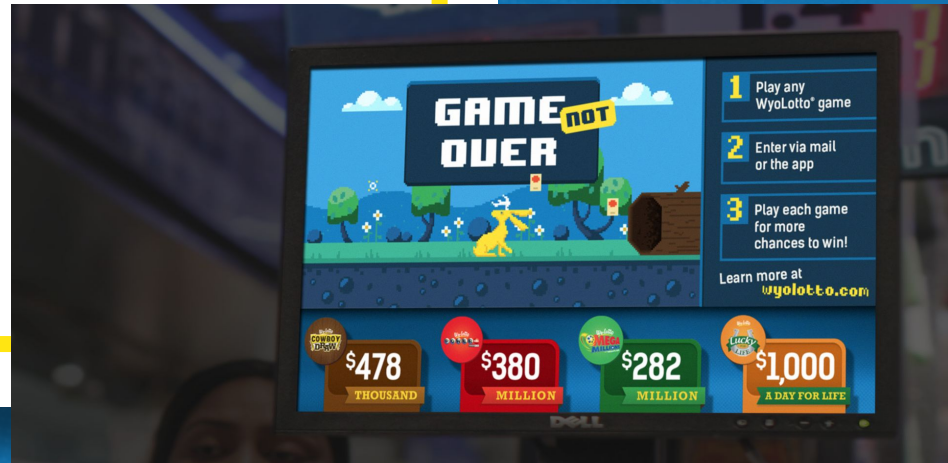 GAME
NOT
OVER
1 Play any
WyoLotto® game
2 Enter via mail
or the app
3 Play each game
for more
chances to win!
Learn more at
wyolotto.com
COWBOY
DRAW
$478
THOUSAND
$380
MILLION
MEGA
MILLIONS
$282
MILLION
Lucky
$1,000
A DAY FOR LIFE
DELL